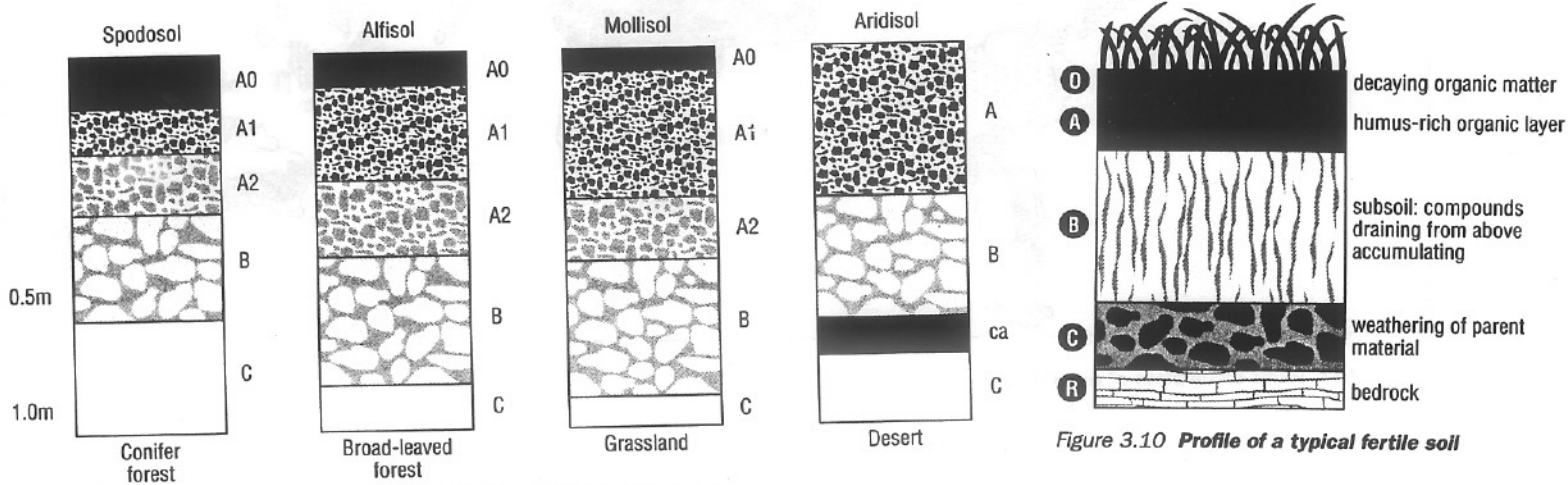 Spodosol
A0
A1
A2
B
C
0.5m
1.0m
Conifer
forest
Alfisol
A0
A1
A2
B
C
Broad-leaved
forest
Mollisol
A0
A1
A2
B
C
Grassland
Aridisol
A
B
ca
C
Desert
O decaying organic matter
A humus-rich organic layer
B subsoil: compounds
draining from above
accumulating
C weathering of parent
material
R bedrock
Figure 3.10 Profile of a typical fertile soil